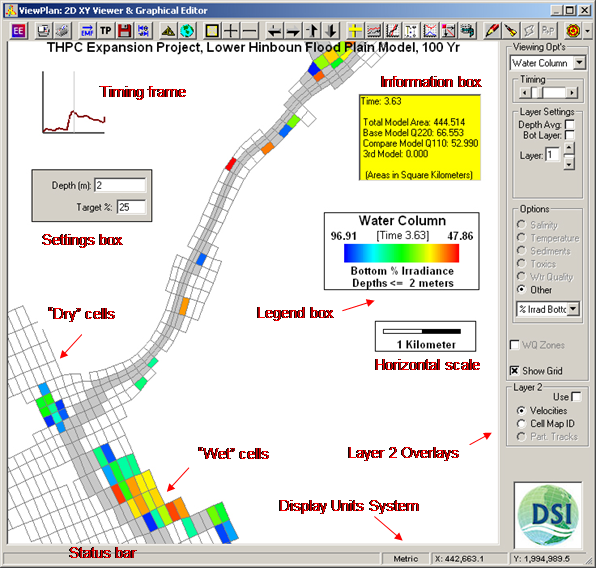 ViewPlan: 2D XY Viewer & Graphical Editor
EE
EMF
TP
THPC Expansion Project, Lower Hinboun Flood Plain Model, 100 Yr
Timing frame
Information box
Time: 3.63
Total Model Area: 444.514
Base Model Q220: 66.553
Compare Model Q110: 52.990
3rd Model: 0.000
(Areas in Square Kilometers)
Depth (m): 2
Target %: 25
Settings box
Water Column
96.91 [Time 3.63] 47.86
Bottom % Irradiance
Depths <= 2 meters
Legend box
"Dry" cells
1 Kilometer
Horizontal scale
"Wet" cells
Layer 2 Overlays
Display Units System
Status bar
Metric
X: 442,663.1
Y: 1,994,989.5
Viewing Opt's
Water Column
Timing
Layer Settings
Depth Avg:
Bot Layer:
Layer: 1
Options
Salinity
Temperature
Sediments
Toxics
Wtr Quality
Other
% Irrad Botto
WQ Zones
Show Grid
Layer 2
Use
Velocities
Cell Map ID
Part. Tracks
DSI